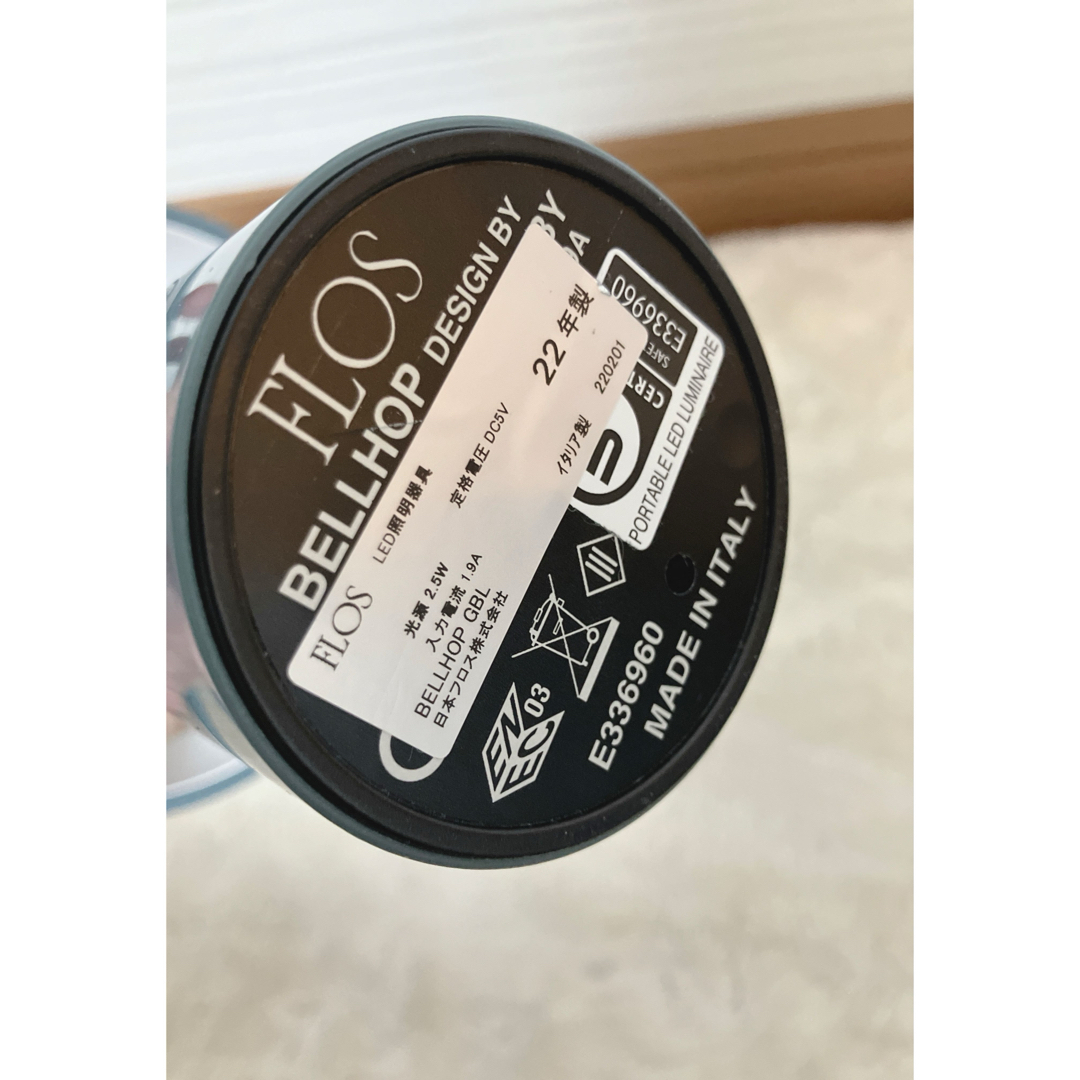 FLOS
BELLHOP DESIGN BY
BY
FLOS
LED照明器具
光源 2.5W
定格電圧 DC5V
22年製
入力電流 1.9A
BELLHOP GBL
イタリア製
220201
日本フロス株式会社
SAFE
E336960
PORTABLE LED LUMINAIRE
ENEC 03
E336960
MADE IN ITALY